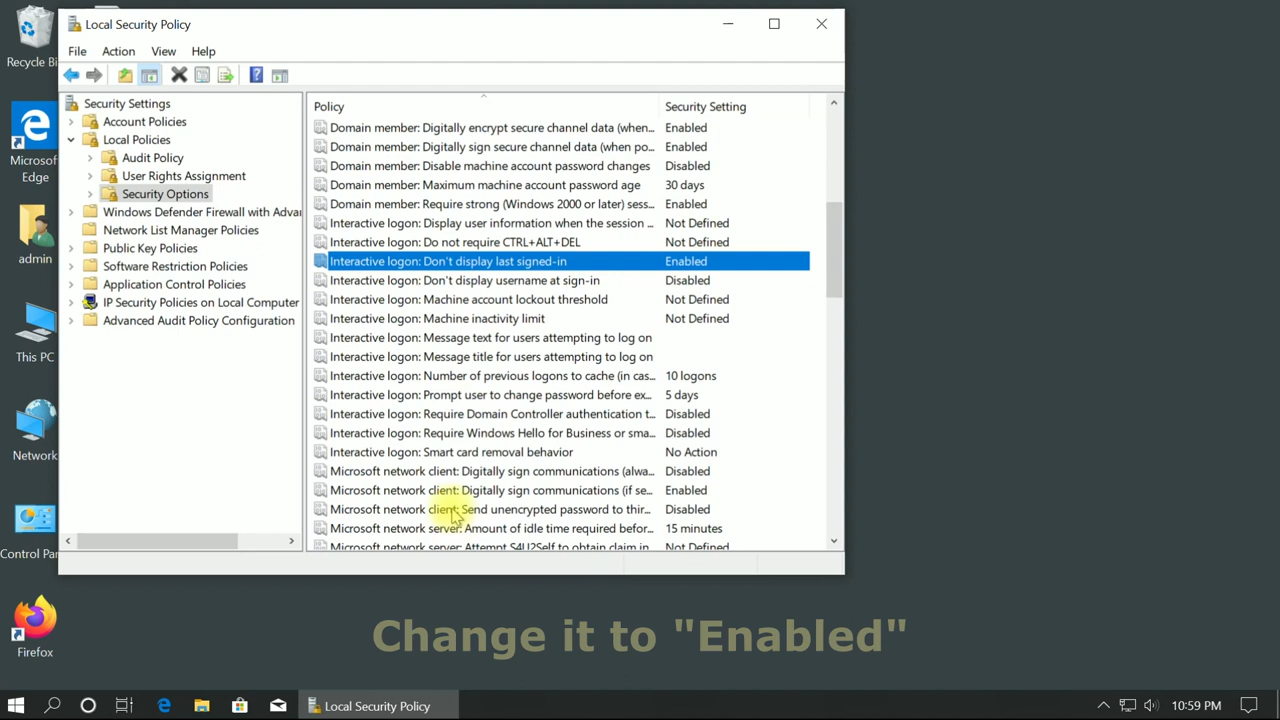 Recycle Bi
Microsof
Edge
admin
This PC
Network
Control Pan
Firefox
Local Security Policy
File Action View Help
Security Settings
Account Policies
Local Policies
Audit Policy
User Rights Assignment
Security Options
Windows Defender Firewall with Advar
Network List Manager Policies
Public Key Policies
Software Restriction Policies
Application Control Policies
IP Security Policies on Local Computer
Advanced Audit Policy Configuration
Policy Security Setting
Domain member: Digitally encrypt secure channel data (when... Enabled
Domain member: Digitally sign secure channel data (when po... Enabled
Domain member: Disable machine account password changes Disabled
Domain member: Maximum machine account password age 30 days
Domain member: Require strong (Windows 2000 or later) sess... Enabled
Interactive logon: Display user information when the session ... Not Defined
Interactive logon: Do not require CTRL+ALT+DEL Not Defined
Interactive logon: Don't display last signed-in Enabled
Interactive logon: Don't display username at sign-in Disabled
Interactive logon: Machine account lockout threshold Not Defined
Interactive logon: Machine inactivity limit Not Defined
Interactive logon: Message text for users attempting to log on
Interactive logon: Message title for users attempting to log on
Interactive logon: Number of previous logons to cache (in cas... 10 logons
Interactive logon: Prompt user to change password before ex... 5 days
Interactive logon: Require Domain Controller authentication t... Disabled
Interactive logon: Require Windows Hello for Business or sma... Disabled
Interactive logon: Smart card removal behavior No Action
Microsoft network client: Digitally sign communications (alwa... Disabled
Microsoft network client: Digitally sign communications (if se... Enabled
Microsoft network client: Send unencrypted password to thir... Disabled
Microsoft network server: Amount of idle time required befor... 15 minutes
Microsoft network server: Attempt S4U2Self to obtain claim in Not Defined
Change it to "Enabled"
Local Security Policy
10:59 PM